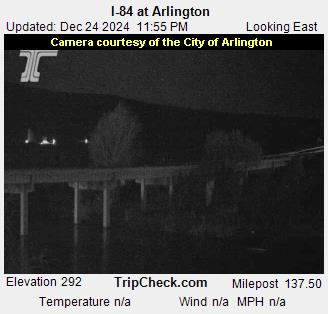 I-84 at Arlington
Updated: Dec 24 2024 11:55 PM Looking East
Camera courtesy of the City of Arlington
Elevation 292 TripCheck.com Milepost 137.50
Temperature n/a Wind n/a MPH n/a